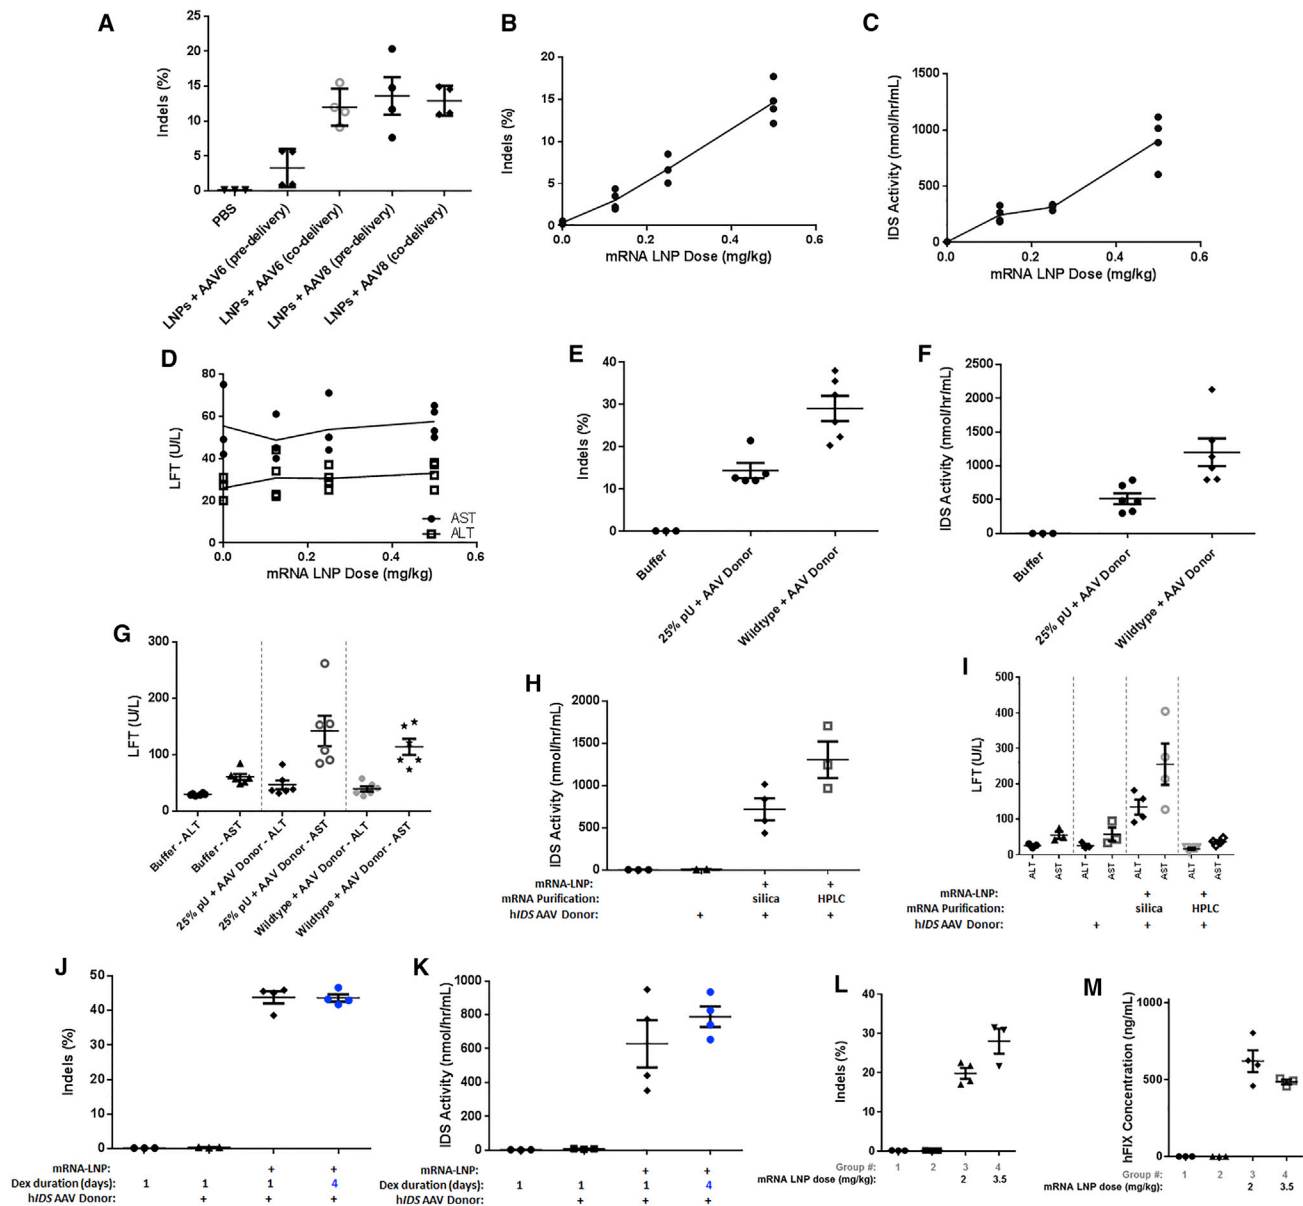 A
Indels (%)
25
20
15
10
5
0
PBS
LNPs + AAV6 (pre-delivery)
LNPs + AAV6 (co-delivery)
LNPs + AAV8 (pre-delivery)
LNPs + AAV8 (co-delivery)
B
Indels (%)
20
15
10
5
0
0.0 0.2 0.4 0.6
mRNA LNP Dose (mg/kg)
C
IDS Activity (nmol/hr/mL)
1500
1000
500
0
0.0 0.2 0.4 0.6
mRNA LNP Dose (mg/kg)
D
LFT (U/L)
80
60
40
20
0
AST
ALT
0.0 0.2 0.4 0.6
mRNA LNP Dose (mg/kg)
E
Indels (%)
40
30
20
10
0
Buffer
25% pU + AAV Donor
Wildtype + AAV Donor
F
IDS Activity (nmol/hr/mL)
2500
2000
1500
1000
500
0
Buffer
25% pU + AAV Donor
Wildtype + AAV Donor
G
LFT (U/L)
300
200
100
0
Buffer - ALT
Buffer - AST
25% pU + AAV Donor - ALT
25% pU + AAV Donor - AST
Wildtype + AAV Donor - ALT
Wildtype + AAV Donor - AST
H
IDS Activity (nmol/hr/mL)
2000
1500
1000
500
0
mRNA-LNP: + +
mRNA Purification: silica HPLC
hIDS AAV Donor: + + +
I
LFT (U/L)
500
400
300
200
100
0
ALT AST ALT AST ALT AST ALT AST
mRNA-LNP: + +
mRNA Purification: silica HPLC
hIDS AAV Donor: + + +
J
Indels (%)
50
40
30
20
10
0
mRNA-LNP: + +
Dex duration (days): 1 1 1 4
hIDS AAV Donor: + + +
K
IDS Activity (nmol/hr/mL)
1000
800
600
400
200
0
mRNA-LNP: + +
Dex duration (days): 1 1 1 4
hIDS AAV Donor: + + +
L
Indels (%)
40
30
20
10
0
Group #: 1 2 3 4
mRNA LNP dose (mg/kg): 2 3.5
M
hFIX Concentration (ng/mL)
1000
500
0
Group #: 1 2 3 4
mRNA LNP dose (mg/kg): 2 3.5